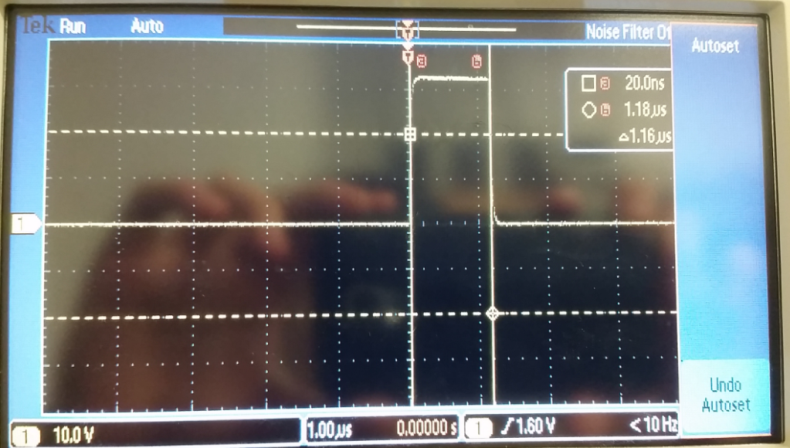 Tek Run Auto Noise Filter Of
Autoset
a b
a 20.0ns
b 1.18µs
△1.16µs
1
Undo
Autoset
1 10.0 V 1.00µs 0.00000 s 1 1.60 V <10 Hz